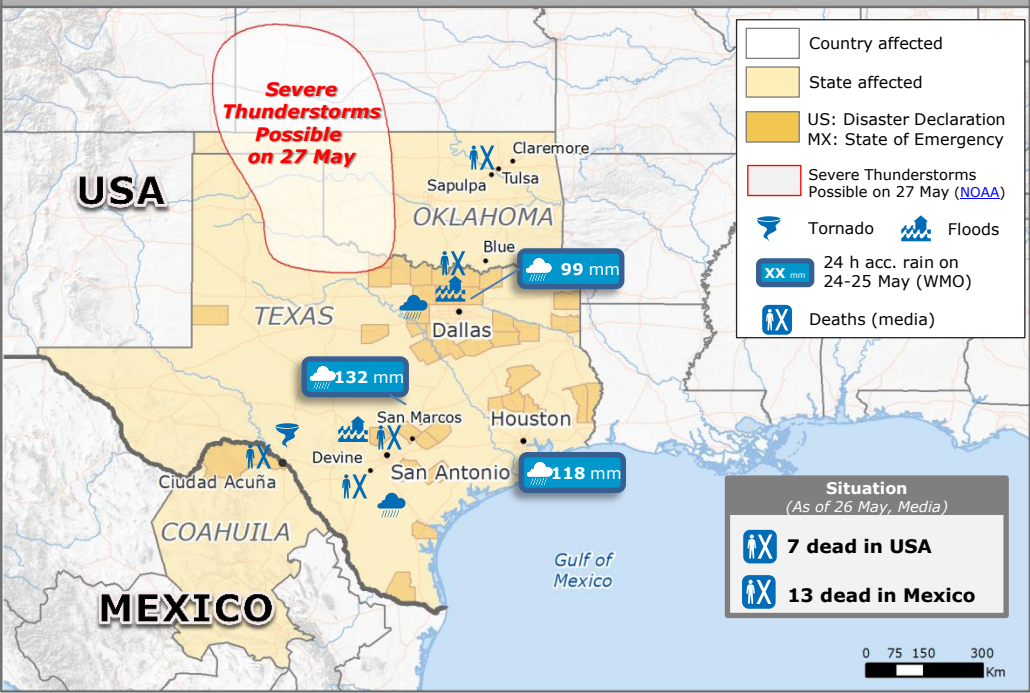 Severe
Thunderstorms
Possible
on 27 May
USA
Claremore
Tulsa
Sapulpa
OKLAHOMA
Blue
99 mm
TEXAS
Dallas
132 mm
San Marcos
Houston
Devine
San Antonio
118 mm
Ciudad Acuña
COAHUILA
MEXICO
Gulf of
Mexico
Country affected
State affected
US: Disaster Declaration
MX: State of Emergency
Severe Thunderstorms
Possible on 27 May (NOAA)
Tornado
Floods
xx mm
24 h acc. rain on
24-25 May (WMO)
Deaths (media)
Situation
(As of 26 May, Media)
7 dead in USA
13 dead in Mexico
0 75 150 300
Km